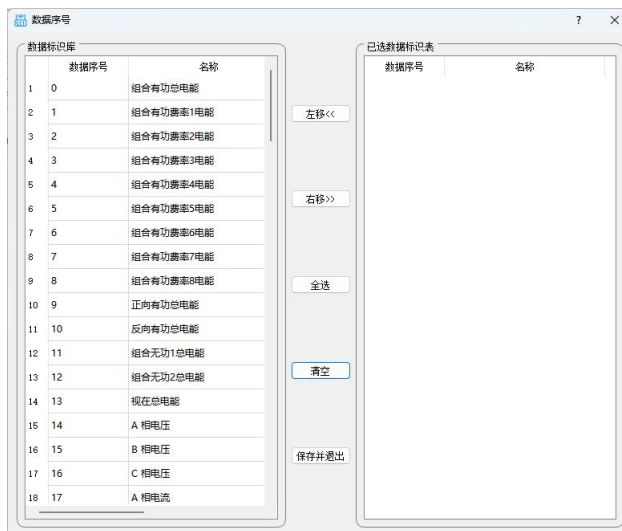 数据序号 ? ×
数据标识库
数据序号 名称
1 0 组合有功总电能
2 1 组合有功费率1电能
3 2 组合有功费率2电能
4 3 组合有功费率3电能
5 4 组合有功费率4电能
6 5 组合有功费率5电能
7 6 组合有功费率6电能
8 7 组合有功费率7电能
9 8 组合有功费率8电能
10 9 正向有功总电能
11 10 反向有功总电能
12 11 组合无功1总电能
13 12 组合无功2总电能
14 13 视在总电能
15 14 A 相电压
16 15 B 相电压
17 16 C 相电压
18 17 A 相电流
左移<<
右移>>
全选
清空
保存并退出
已选数据标识表
数据序号 名称